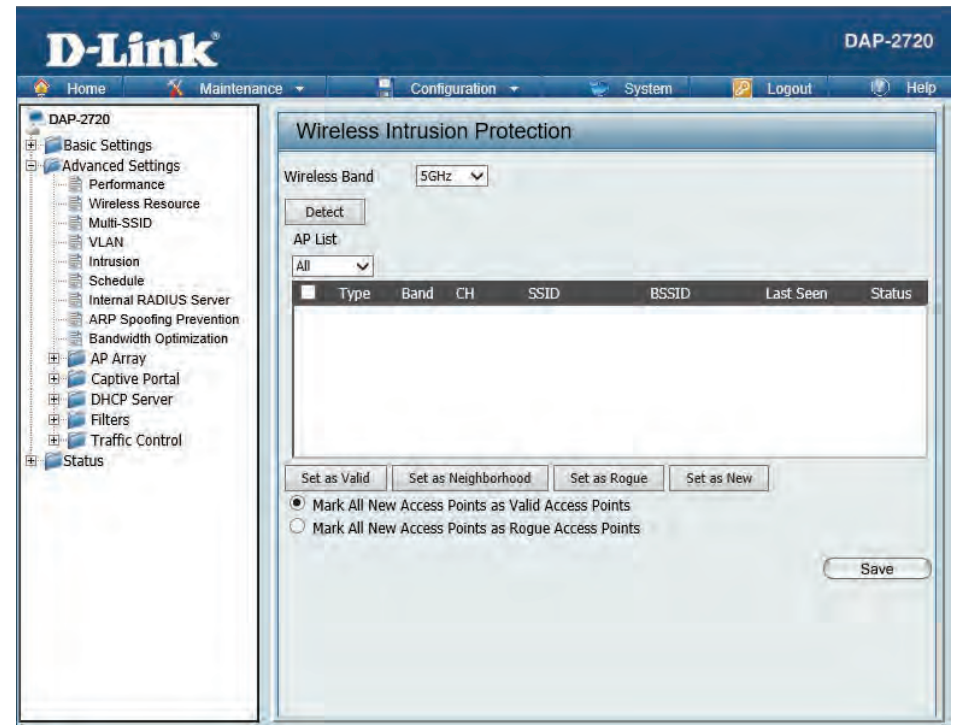 D-Link®
DAP-2720
Home Maintenance Configuration System Logout Help
DAP-2720
Basic Settings
Advanced Settings
Performance
Wireless Resource
Multi-SSID
VLAN
Intrusion
Schedule
Internal RADIUS Server
ARP Spoofing Prevention
Bandwidth Optimization
AP Array
Captive Portal
DHCP Server
Filters
Traffic Control
Status
Wireless Intrusion Protection
Wireless Band 5GHz
Detect
AP List
All
Type Band CH SSID BSSID Last Seen Status
Set as Valid Set as Neighborhood Set as Rogue Set as New
Mark All New Access Points as Valid Access Points
Mark All New Access Points as Rogue Access Points
Save